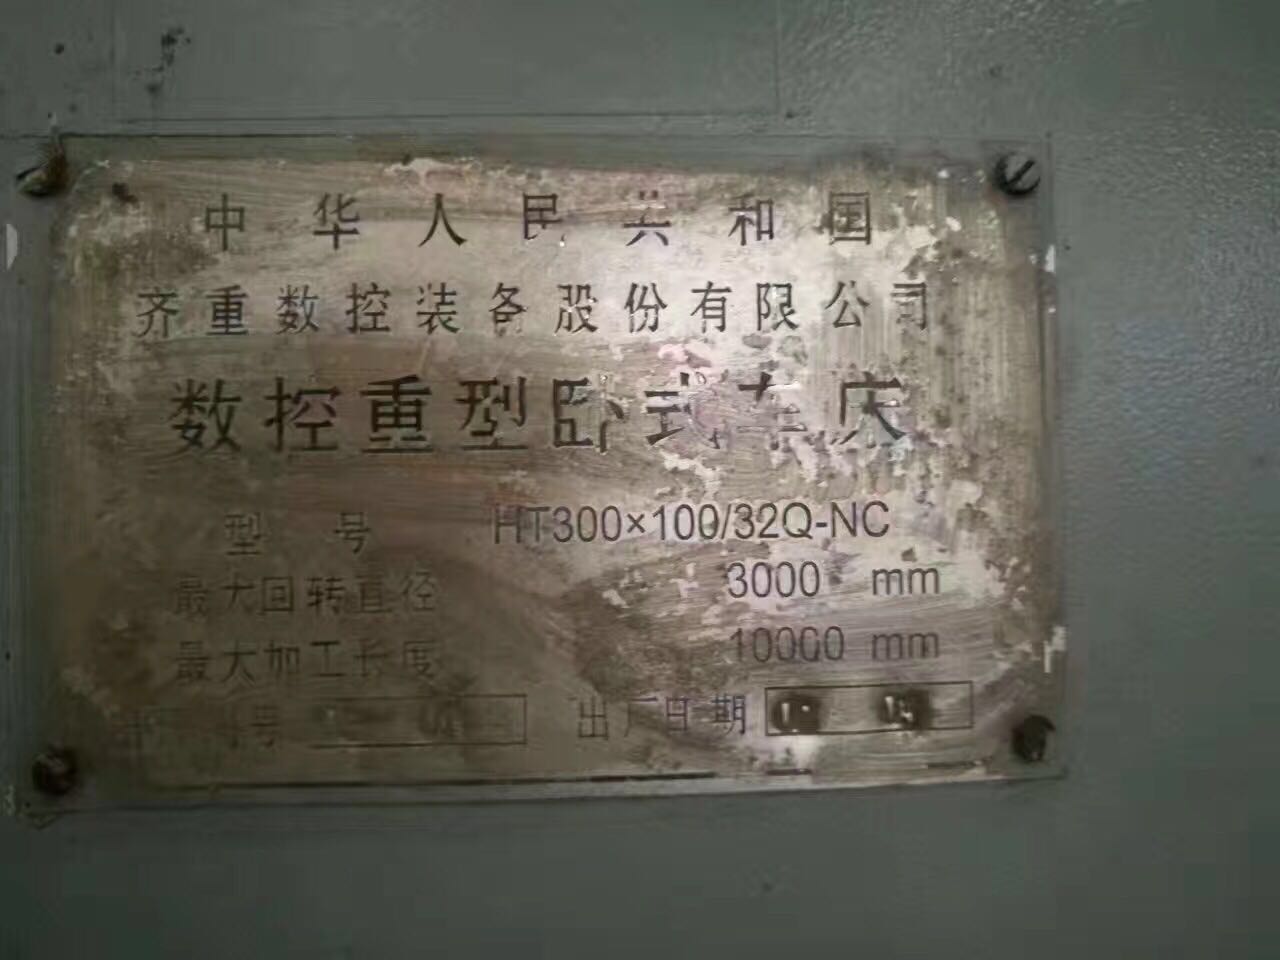 中华人民共和国
齐重数控装备股份有限公司
数控重型卧式车床
型号 HT300×100/32Q-NC
最大回转直径 3000 mm
最大加工长度 10000 mm
号 出厂日期